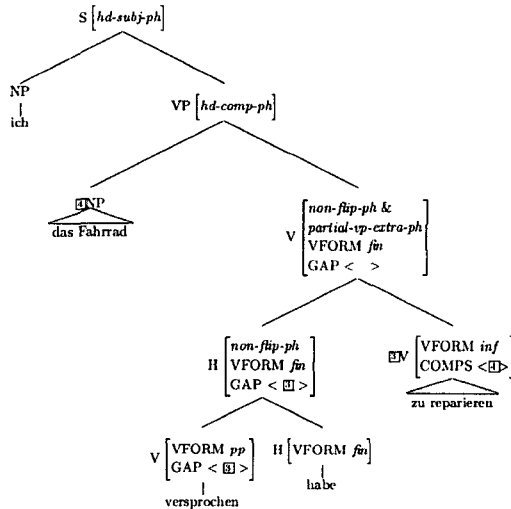 S [hd-subj-ph]
NP
ich
VP [hd-comp-ph]
[4]NP
das Fahrrad
V [non-flip-ph &
partial-vp-extra-ph
VFORM fin
GAP < >]
H [non-flip-ph
VFORM fin
GAP < [3] >]
[3]V [VFORM inf
COMPS <[4]>]
zu reparieren
V [VFORM pp
GAP < [3] >]
versprochen
H [VFORM fin]
habe